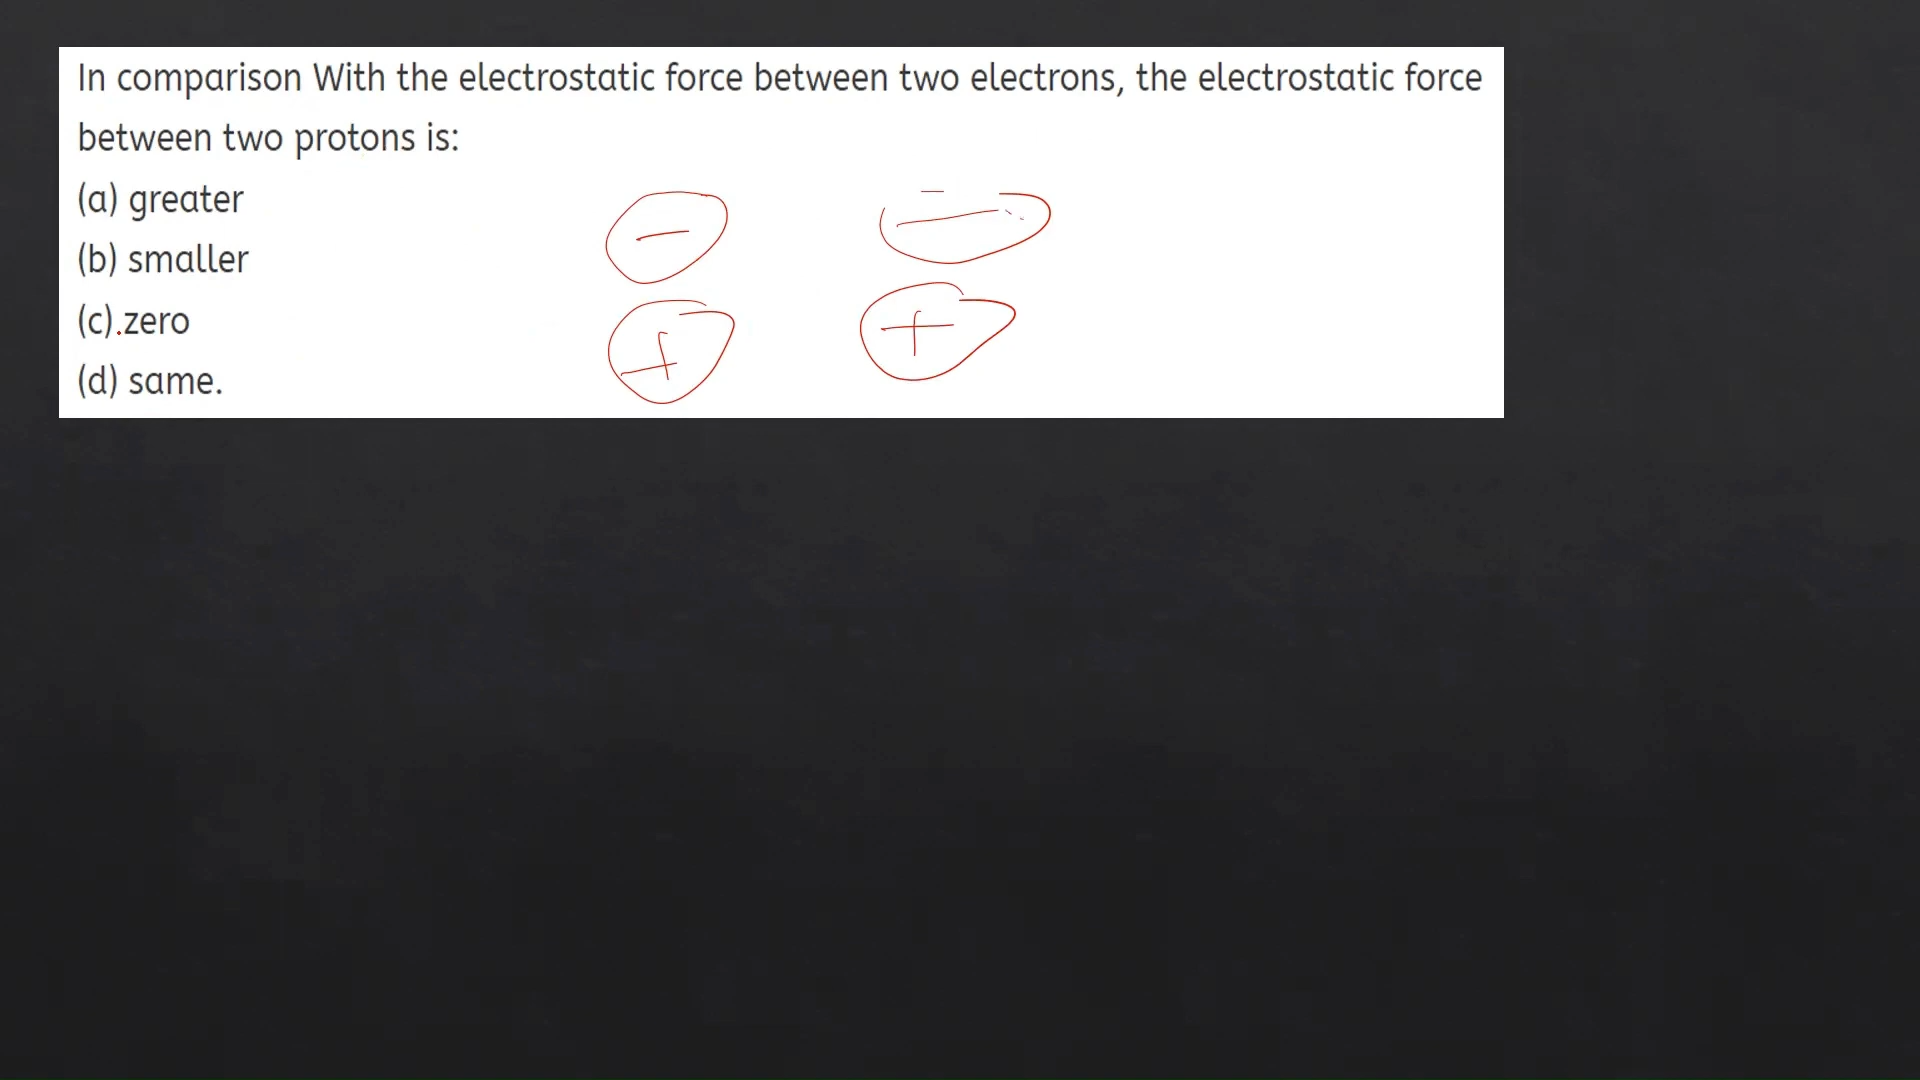 In comparison With the electrostatic force between two electrons, the electrostatic force
between two protons is:
(a) greater
(b) smaller
(c).zero
(d) same.
− −
+ +